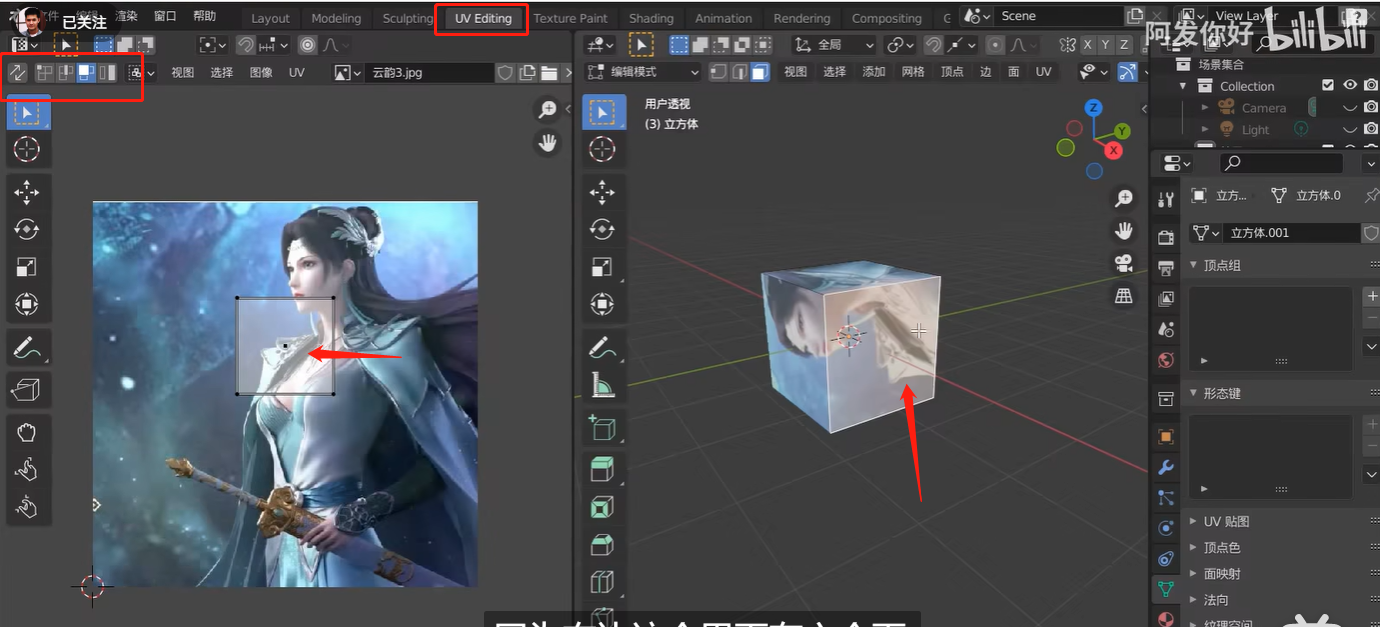 文件 编辑 渲染 窗口 帮助 Layout Modeling Sculpting UV Editing Texture Paint Shading Animation Rendering Compositing Scene View Layer
已关注
阿发你好 bilibili
全局 X Y Z
视图 选择 图像 UV 云韵3.jpg 编辑模式 视图 选择 添加 网格 顶点 边 面 UV
场景集合
Collection
Camera
Light
用户透视
(3) 立方体
Z
Y
X
立方... 立方体.0
立方体.001
顶点组
形态键
UV 贴图
顶点色
面映射
法向
纹理空间